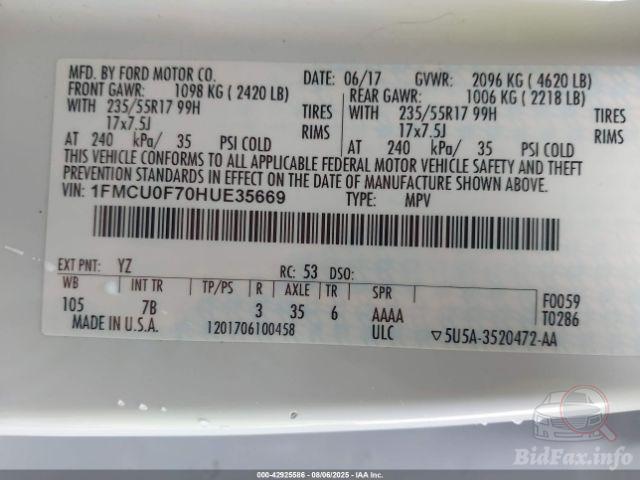 MFD. BY FORD MOTOR CO.
DATE: 06/17 GVWR: 2096 KG ( 4620 LB)
FRONT GAWR: 1098 KG ( 2420 LB)
REAR GAWR: 1006 KG ( 2218 LB)
WITH 235/55R17 99H TIRES
WITH 235/55R17 99H TIRES
17x7.5J RIMS
17x7.5J RIMS
AT 240 kPa/ 35 PSI COLD
AT 240 kPa/ 35 PSI COLD
THIS VEHICLE CONFORMS TO ALL APPLICABLE FEDERAL MOTOR VEHICLE SAFETY AND THEFT
PREVENTION STANDARDS IN EFFECT ON THE DATE OF MANUFACTURE SHOWN ABOVE.
VIN: 1FMCU0F70HUE35669 TYPE: MPV
EXT PNT: YZ RC: 53 DSO:
WB INT TR TP/PS R AXLE TR SPR
105 7B 3 35 6 AAAA
F0059
T0286
MADE IN U.S.A. 1201706100458 ULC ▽5U5A-3520472-AA
BidFax.info
000-42925586 - 08/06/2025 - IAAI Inc.